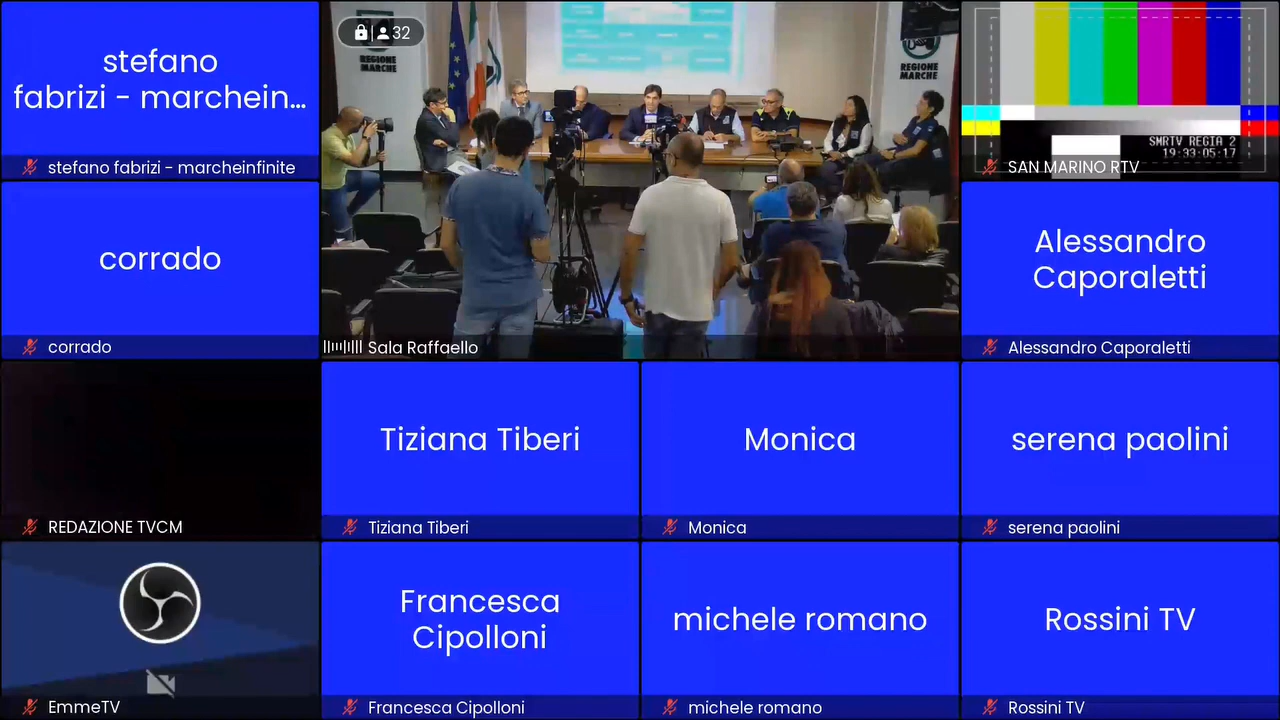 stefano
fabrizi - marchein...
stefano fabrizi - marcheinfinite
32
REGIONE
MARCHE
REGIONE
MARCHE
Sala Raffaello
SMRTV REGIA 2
19:33:05:17
SAN MARINO RTV
corrado
corrado
Alessandro
Caporaletti
Alessandro Caporaletti
REDAZIONE TVCM
Tiziana Tiberi
Tiziana Tiberi
Monica
Monica
serena paolini
serena paolini
EmmeTV
Francesca
Cipolloni
Francesca Cipolloni
michele romano
michele romano
Rossini TV
Rossini TV